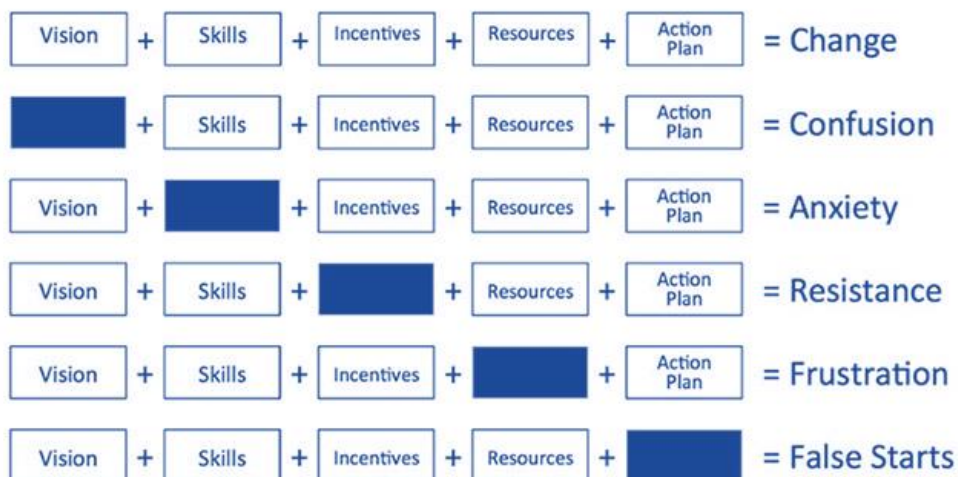 Vision + Skills + Incentives + Resources + Action Plan = Change
+ Skills + Incentives + Resources + Action Plan = Confusion
Vision + + Incentives + Resources + Action Plan = Anxiety
Vision + Skills + + Resources + Action Plan = Resistance
Vision + Skills + Incentives + + Action Plan = Frustration
Vision + Skills + Incentives + Resources + = False Starts